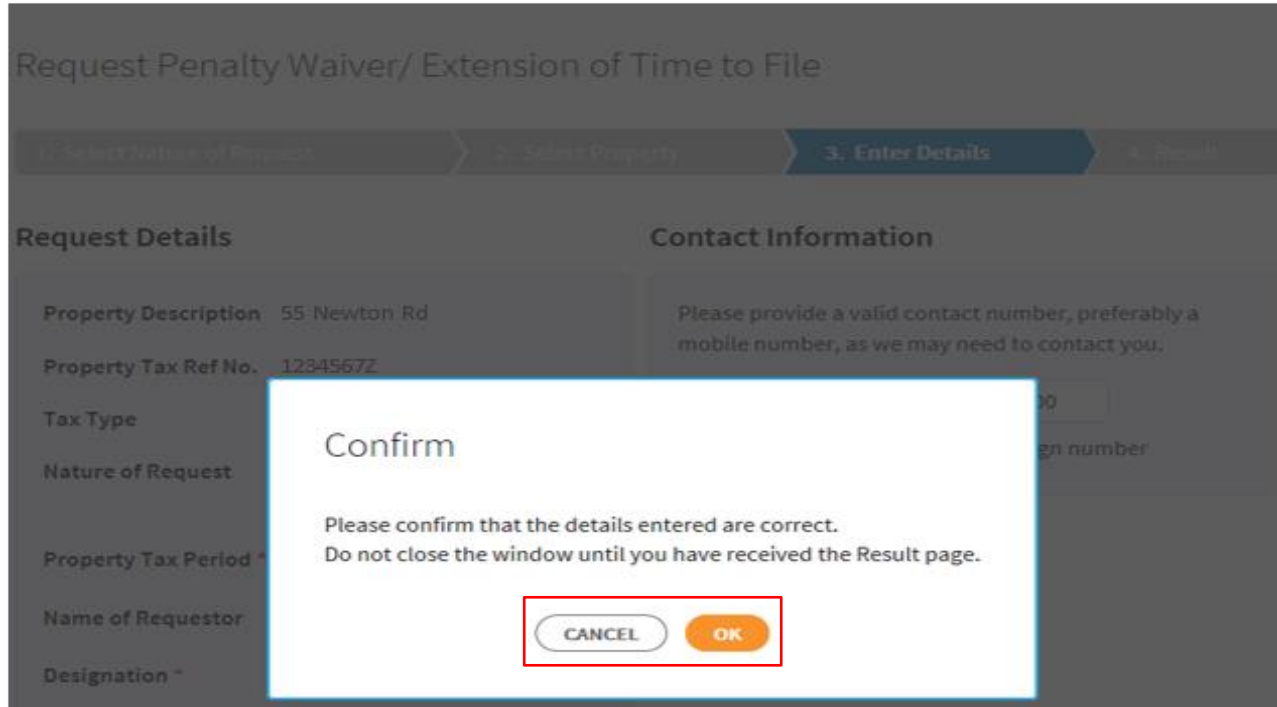 Request Penalty Waiver/ Extension of Time to File
1. Select Nature of Request
2. Select Property
3. Enter Details
4. Result
Request Details
Property Description 55 Newton Rd
Property Tax Ref No. 1234567Z
Tax Type
Nature of Request
Property Tax Period *
Name of Requestor
Designation *
Contact Information
Please provide a valid contact number, preferably a
mobile number, as we may need to contact you.
number
Confirm
Please confirm that the details entered are correct.
Do not close the window until you have received the Result page.
CANCEL
OK